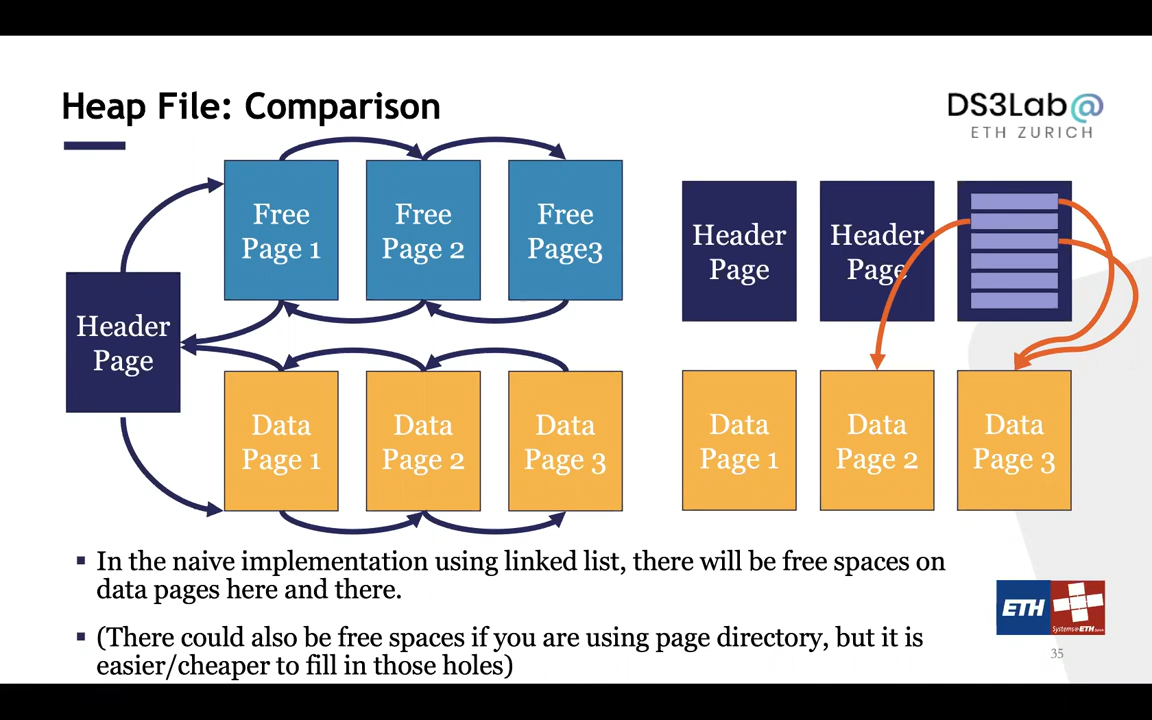 Heap File: Comparison
DS3Lab@
ETH ZURICH
Free
Page 1
Free
Page 2
Free
Page3
Header
Page
Data
Page 1
Data
Page 2
Data
Page 3
Header
Page
Header
Page
Data
Page 1
Data
Page 2
Data
Page 3
▪ In the naive implementation using linked list, there will be free spaces on
data pages here and there.
▪ (There could also be free spaces if you are using page directory, but it is
easier/cheaper to fill in those holes)
ETH
Systems@ETH
35